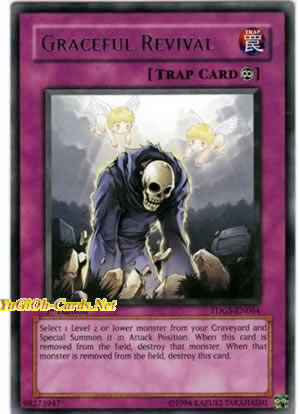 GRACEFUL REVIVAL
TRAP
罠
[TRAP CARD]
YuGiOh-Cards.Net
TDGS-EN064
Select 1 Level 2 or lower monster from your Graveyard and
Special Summon it in Attack Position. When this card is
removed from the field, destroy that monster. When that
monster is removed from the field, destroy this card.
98273947
©1996 KAZUKI TAKAHASHI